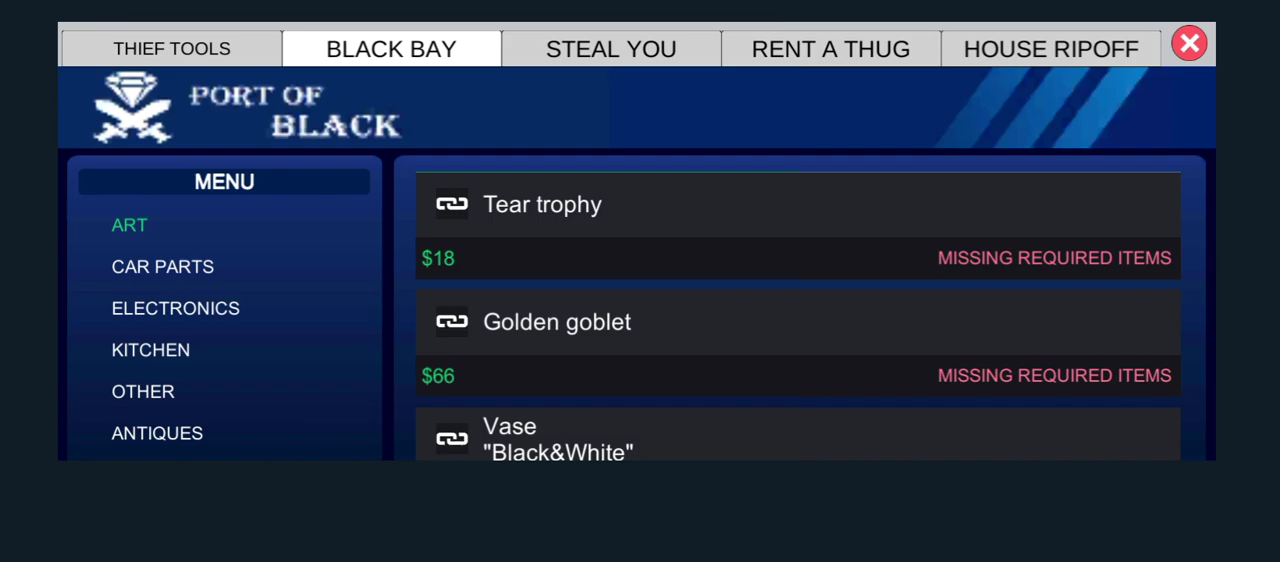 THIEF TOOLS
BLACK BAY
STEAL YOU
RENT A THUG
HOUSE RIPOFF
PORT OF
BLACK
MENU
ART
CAR PARTS
ELECTRONICS
KITCHEN
OTHER
ANTIQUES
Tear trophy
$18
MISSING REQUIRED ITEMS
Golden goblet
$66
MISSING REQUIRED ITEMS
Vase
"Black&White"